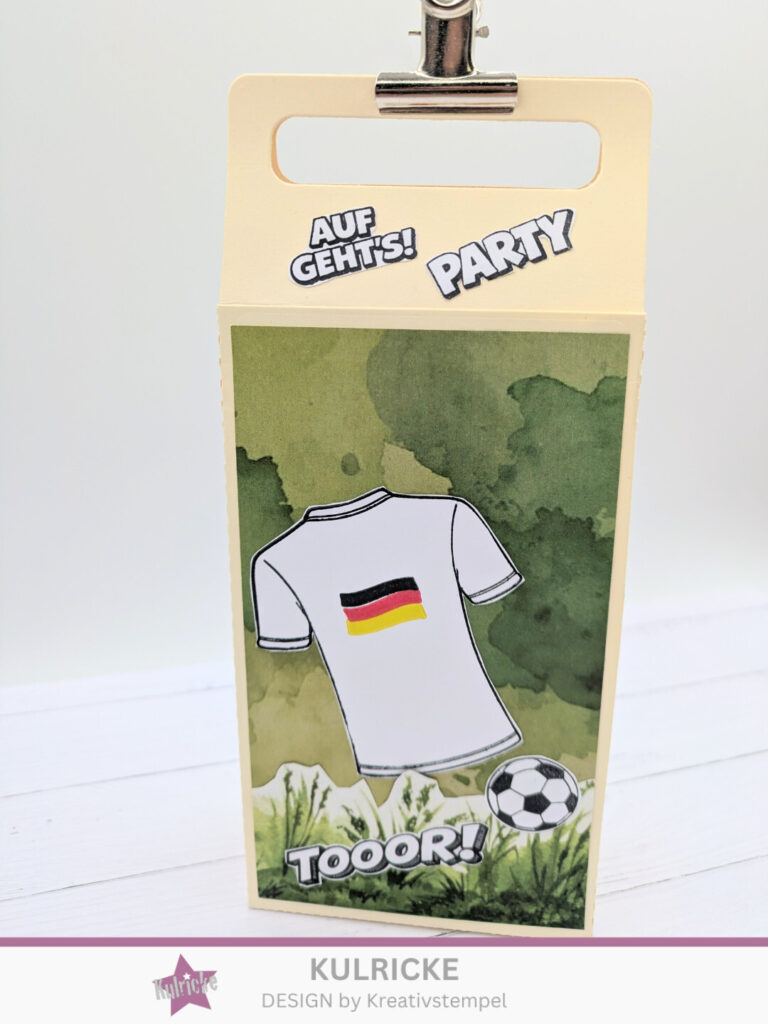 AUF
GEHT'S!
PARTY
TOOOR!
Kulricke
KULRICKE
DESIGN by Kreativstempel